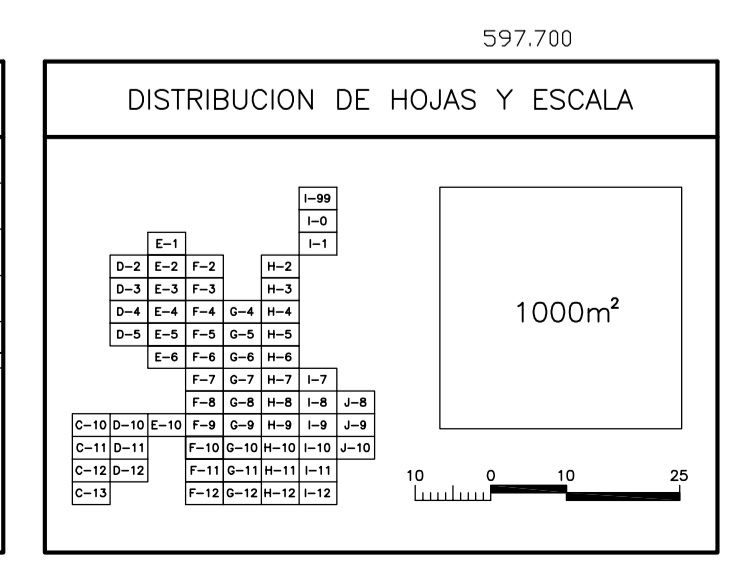 597.700
DISTRIBUCION DE HOJAS Y ESCALA
I-99
I-0
E-1 I-1
D-2 E-2 F-2 H-2
D-3 E-3 F-3 H-3
D-4 E-4 F-4 G-4 H-4
D-5 E-5 F-5 G-5 H-5
E-6 F-6 G-6 H-6
F-7 G-7 H-7 I-7
F-8 G-8 H-8 I-8 J-8
C-10 D-10 E-10 F-9 G-9 H-9 I-9 J-9
C-11 D-11 F-10 G-10 H-10 I-10 J-10
C-12 D-12 F-11 G-11 H-11 I-11
C-13 F-12 G-12 H-12 I-12
1000m²
10 0 10 25